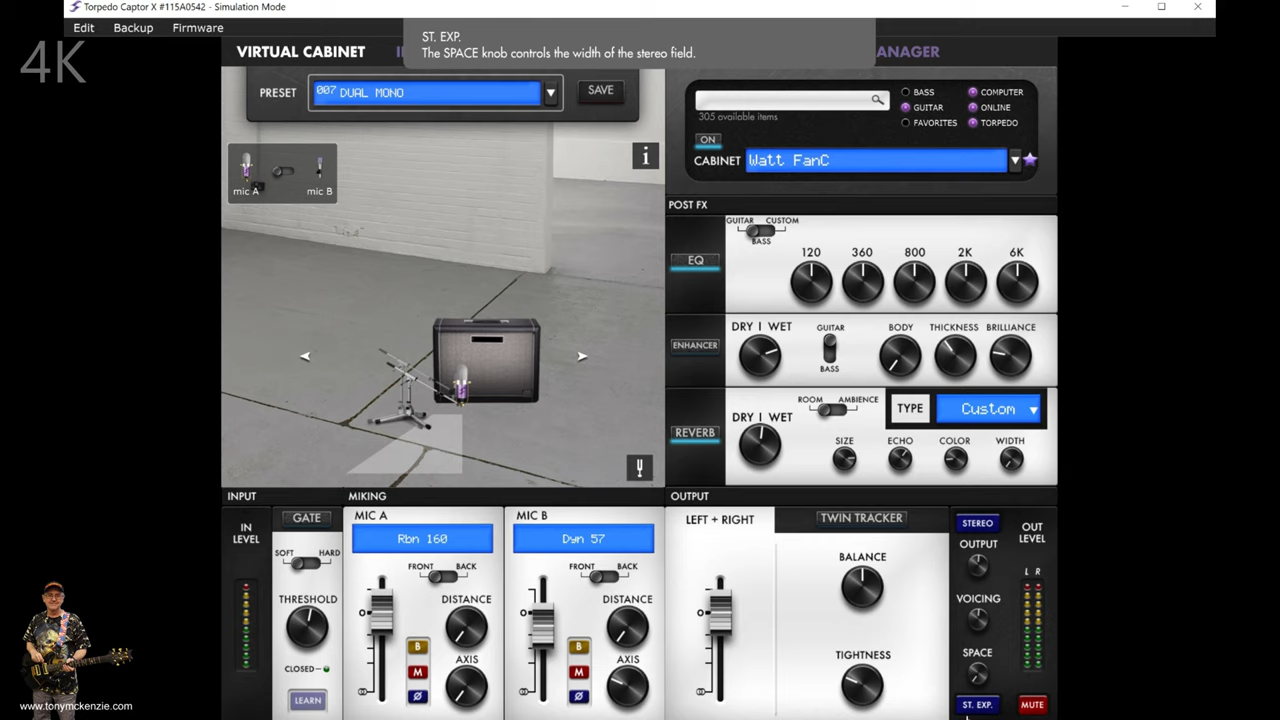 Torpedo Captor X #115A0542 - Simulation Mode
Edit Backup Firmware
4K
ST. EXP.
The SPACE knob controls the width of the stereo field.
VIRTUAL CABINET
ANAGER
PRESET 007 DUAL MONO SAVE
305 available items
BASS COMPUTER
GUITAR ONLINE
FAVORITES TORPEDO
ON
CABINET Watt FanC
i
mic A mic B
POST FX
GUITAR CUSTOM
BASS
EQ
120 360 800 2K 6K
ENHANCER
DRY | WET GUITAR BODY THICKNESS BRILLIANCE
BASS
REVERB
ROOM AMBIENCE TYPE Custom
DRY | WET
SIZE ECHO COLOR WIDTH
INPUT MIKING OUTPUT
IN LEVEL
GATE
SOFT HARD
THRESHOLD
CLOSED
LEARN
MIC A
Rbn 160
FRONT BACK
DISTANCE
B
AXIS
M
Ø
MIC B
Dyn 57
FRONT BACK
DISTANCE
B
AXIS
M
Ø
LEFT + RIGHT TWIN TRACKER
BALANCE
TIGHTNESS
STEREO
OUTPUT
VOICING
SPACE
ST. EXP.
OUT LEVEL
L R
MUTE
www.tonymckenzie.com